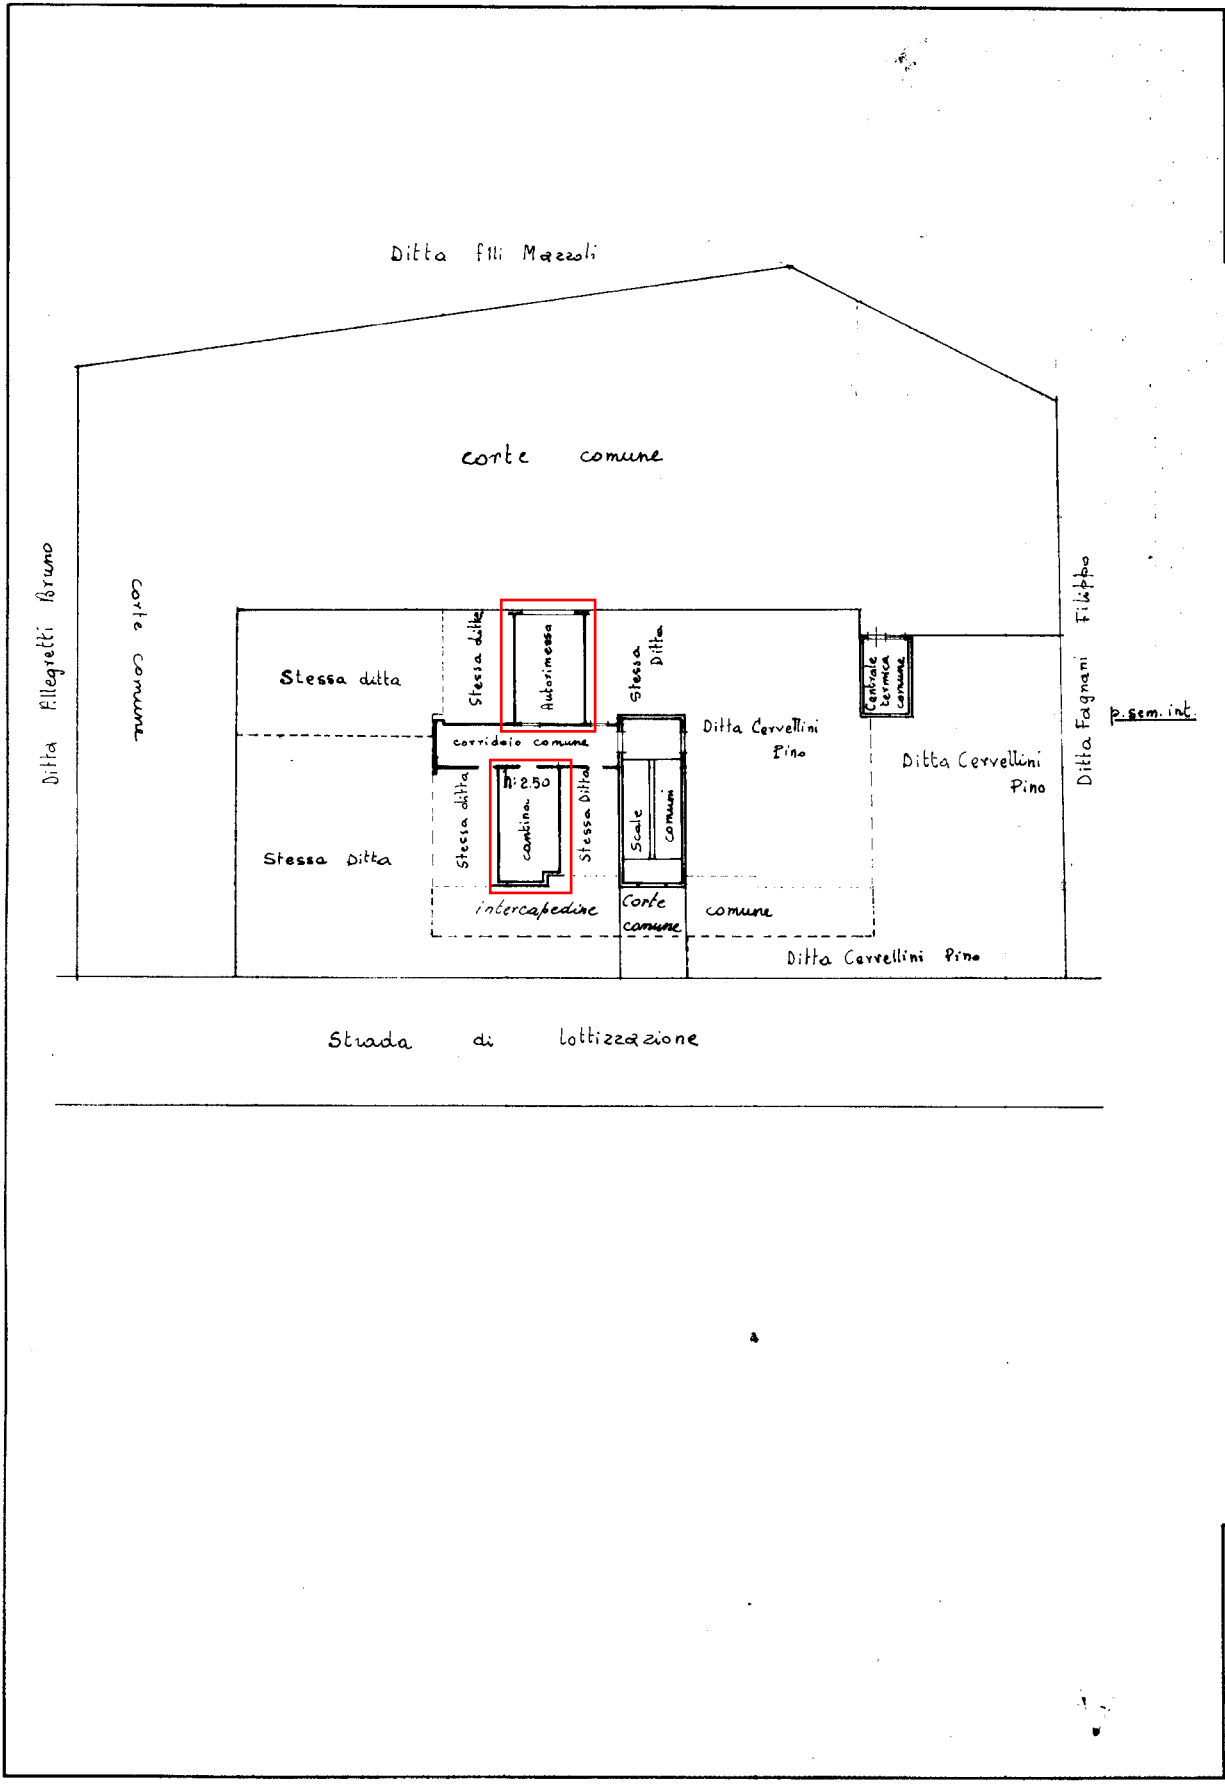 Ditta f.lli Mazzoli
corte comune
Ditta Allegretti Bruno
corte comune
Stessa ditta
Stessa ditta
Autorimessa
Stessa
Ditta
Centrale
termica
comune
Ditta Fagnani Filippo
p. sem. int.
corridoio comune
Ditta Cervellini
Pino
Ditta Cervellini
Pino
Stessa Ditta
Stessa ditta
h: 2.50
cantina
Stessa Ditta
Scale
comuni
intercapedine
Corte
comune
comune
Ditta Cervellini Pino
Strada di lottizzazione